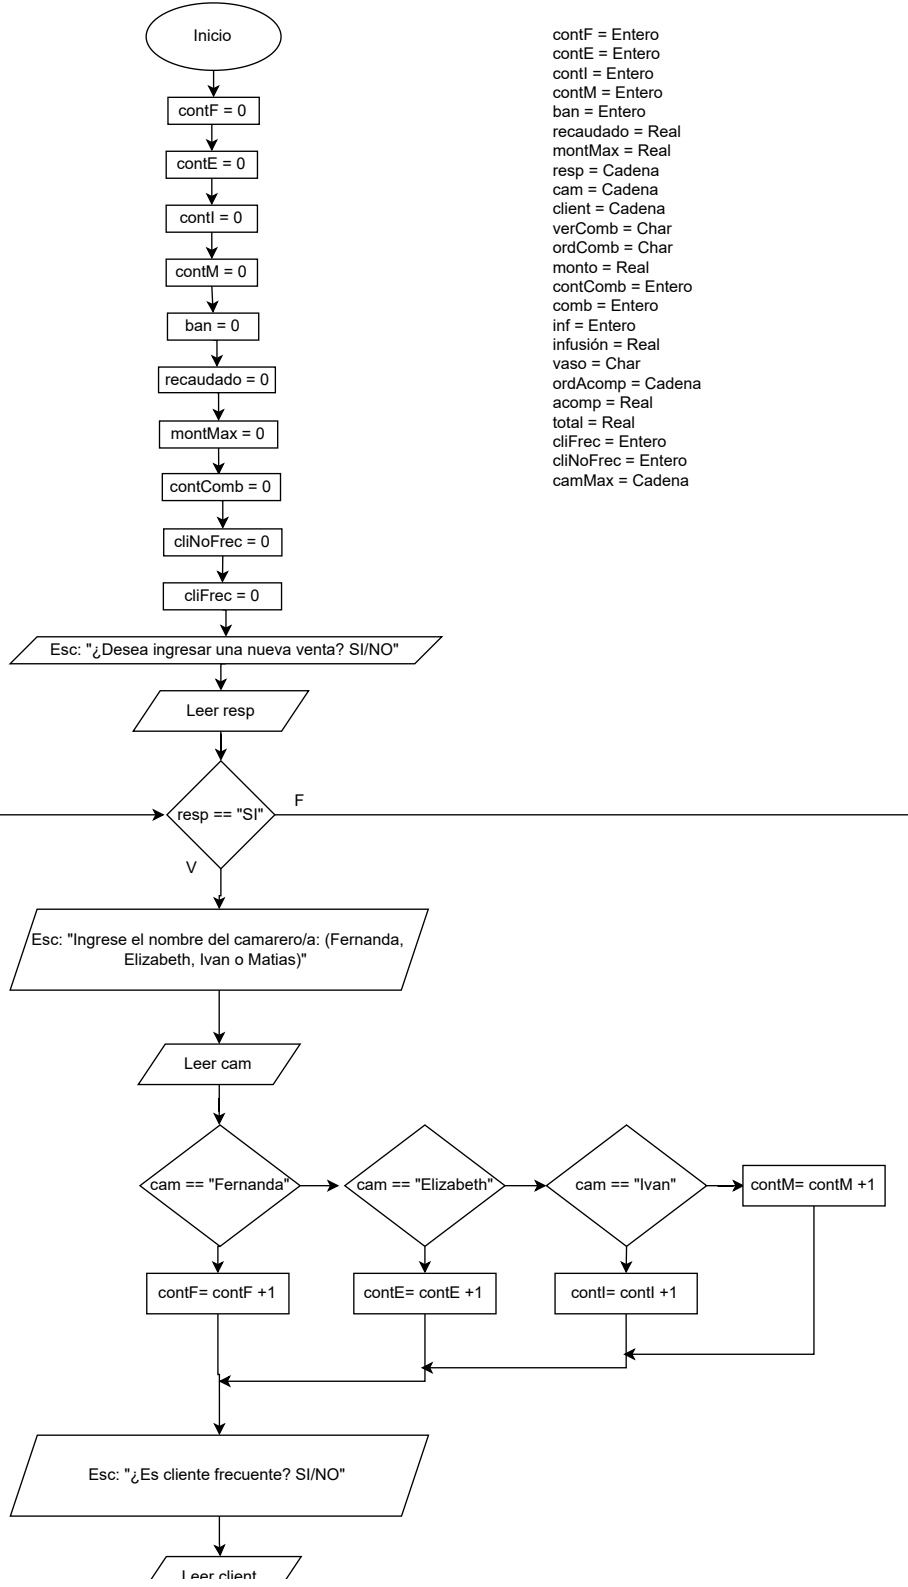 Inicio
contF = 0
contE = 0
contI = 0
contM = 0
ban = 0
recaudado = 0
montMax = 0
contComb = 0
cliNoFrec = 0
cliFrec = 0
contF = Entero
contE = Entero
contI = Entero
contM = Entero
ban = Entero
recaudado = Real
montMax = Real
resp = Cadena
cam = Cadena
client = Cadena
verComb = Char
ordComb = Char
monto = Real
contComb = Entero
comb = Entero
inf = Entero
infusión = Real
vaso = Char
ordAcomp = Cadena
acomp = Real
total = Real
cliFrec = Entero
cliNoFrec = Entero
camMax = Cadena
Esc: "¿Desea ingresar una nueva venta? SI/NO"
Leer resp
resp == "SI"
F
V
Esc: "Ingrese el nombre del camarero/a: (Fernanda,
Elizabeth, Ivan o Matias)"
Leer cam
cam == "Fernanda"
cam == "Elizabeth"
cam == "Ivan"
contM= contM +1
contF= contF +1
contE= contE +1
contI= contI +1
Esc: "¿Es cliente frecuente? SI/NO"
Leer client